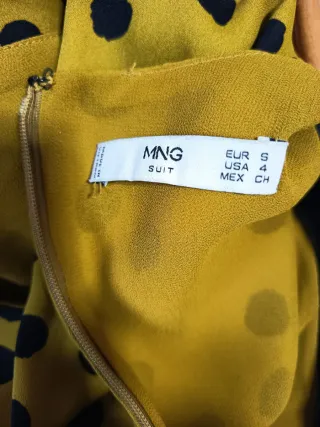 MNG
SUIT
EUR S
USA 4
MEX CH